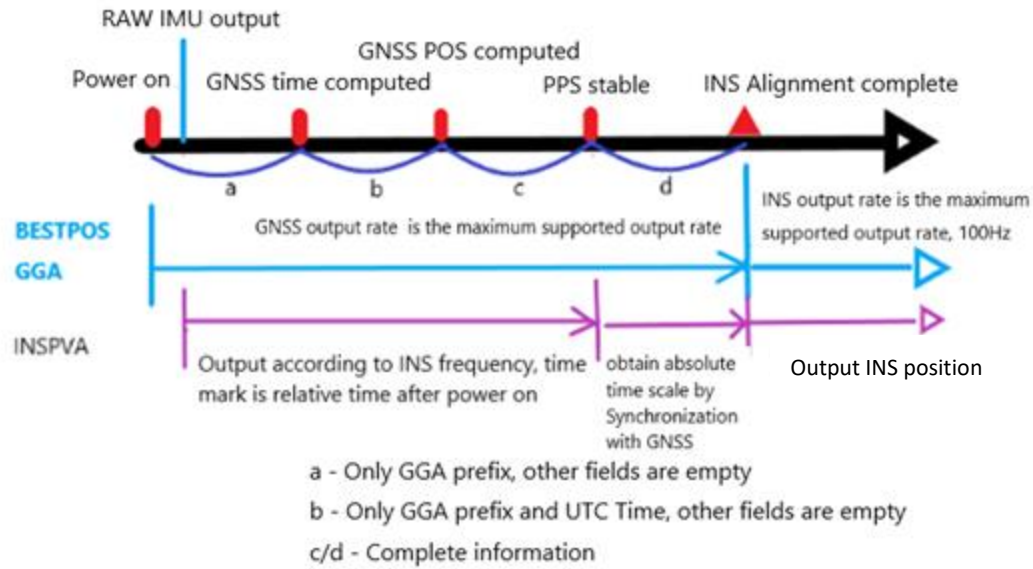 RAW IMU output
GNSS POS computed
Power on
GNSS time computed
PPS stable
INS Alignment complete
a
b
c
d
BESTPOS
GGA
GNSS output rate is the maximum supported output rate
INS output rate is the maximum
supported output rate, 100Hz
INSPVA
Output according to INS frequency, time
mark is relative time after power on
obtain absolute
time scale by
Synchronization
with GNSS
Output INS position
a - Only GGA prefix, other fields are empty
b - Only GGA prefix and UTC Time, other fields are empty
c/d - Complete information